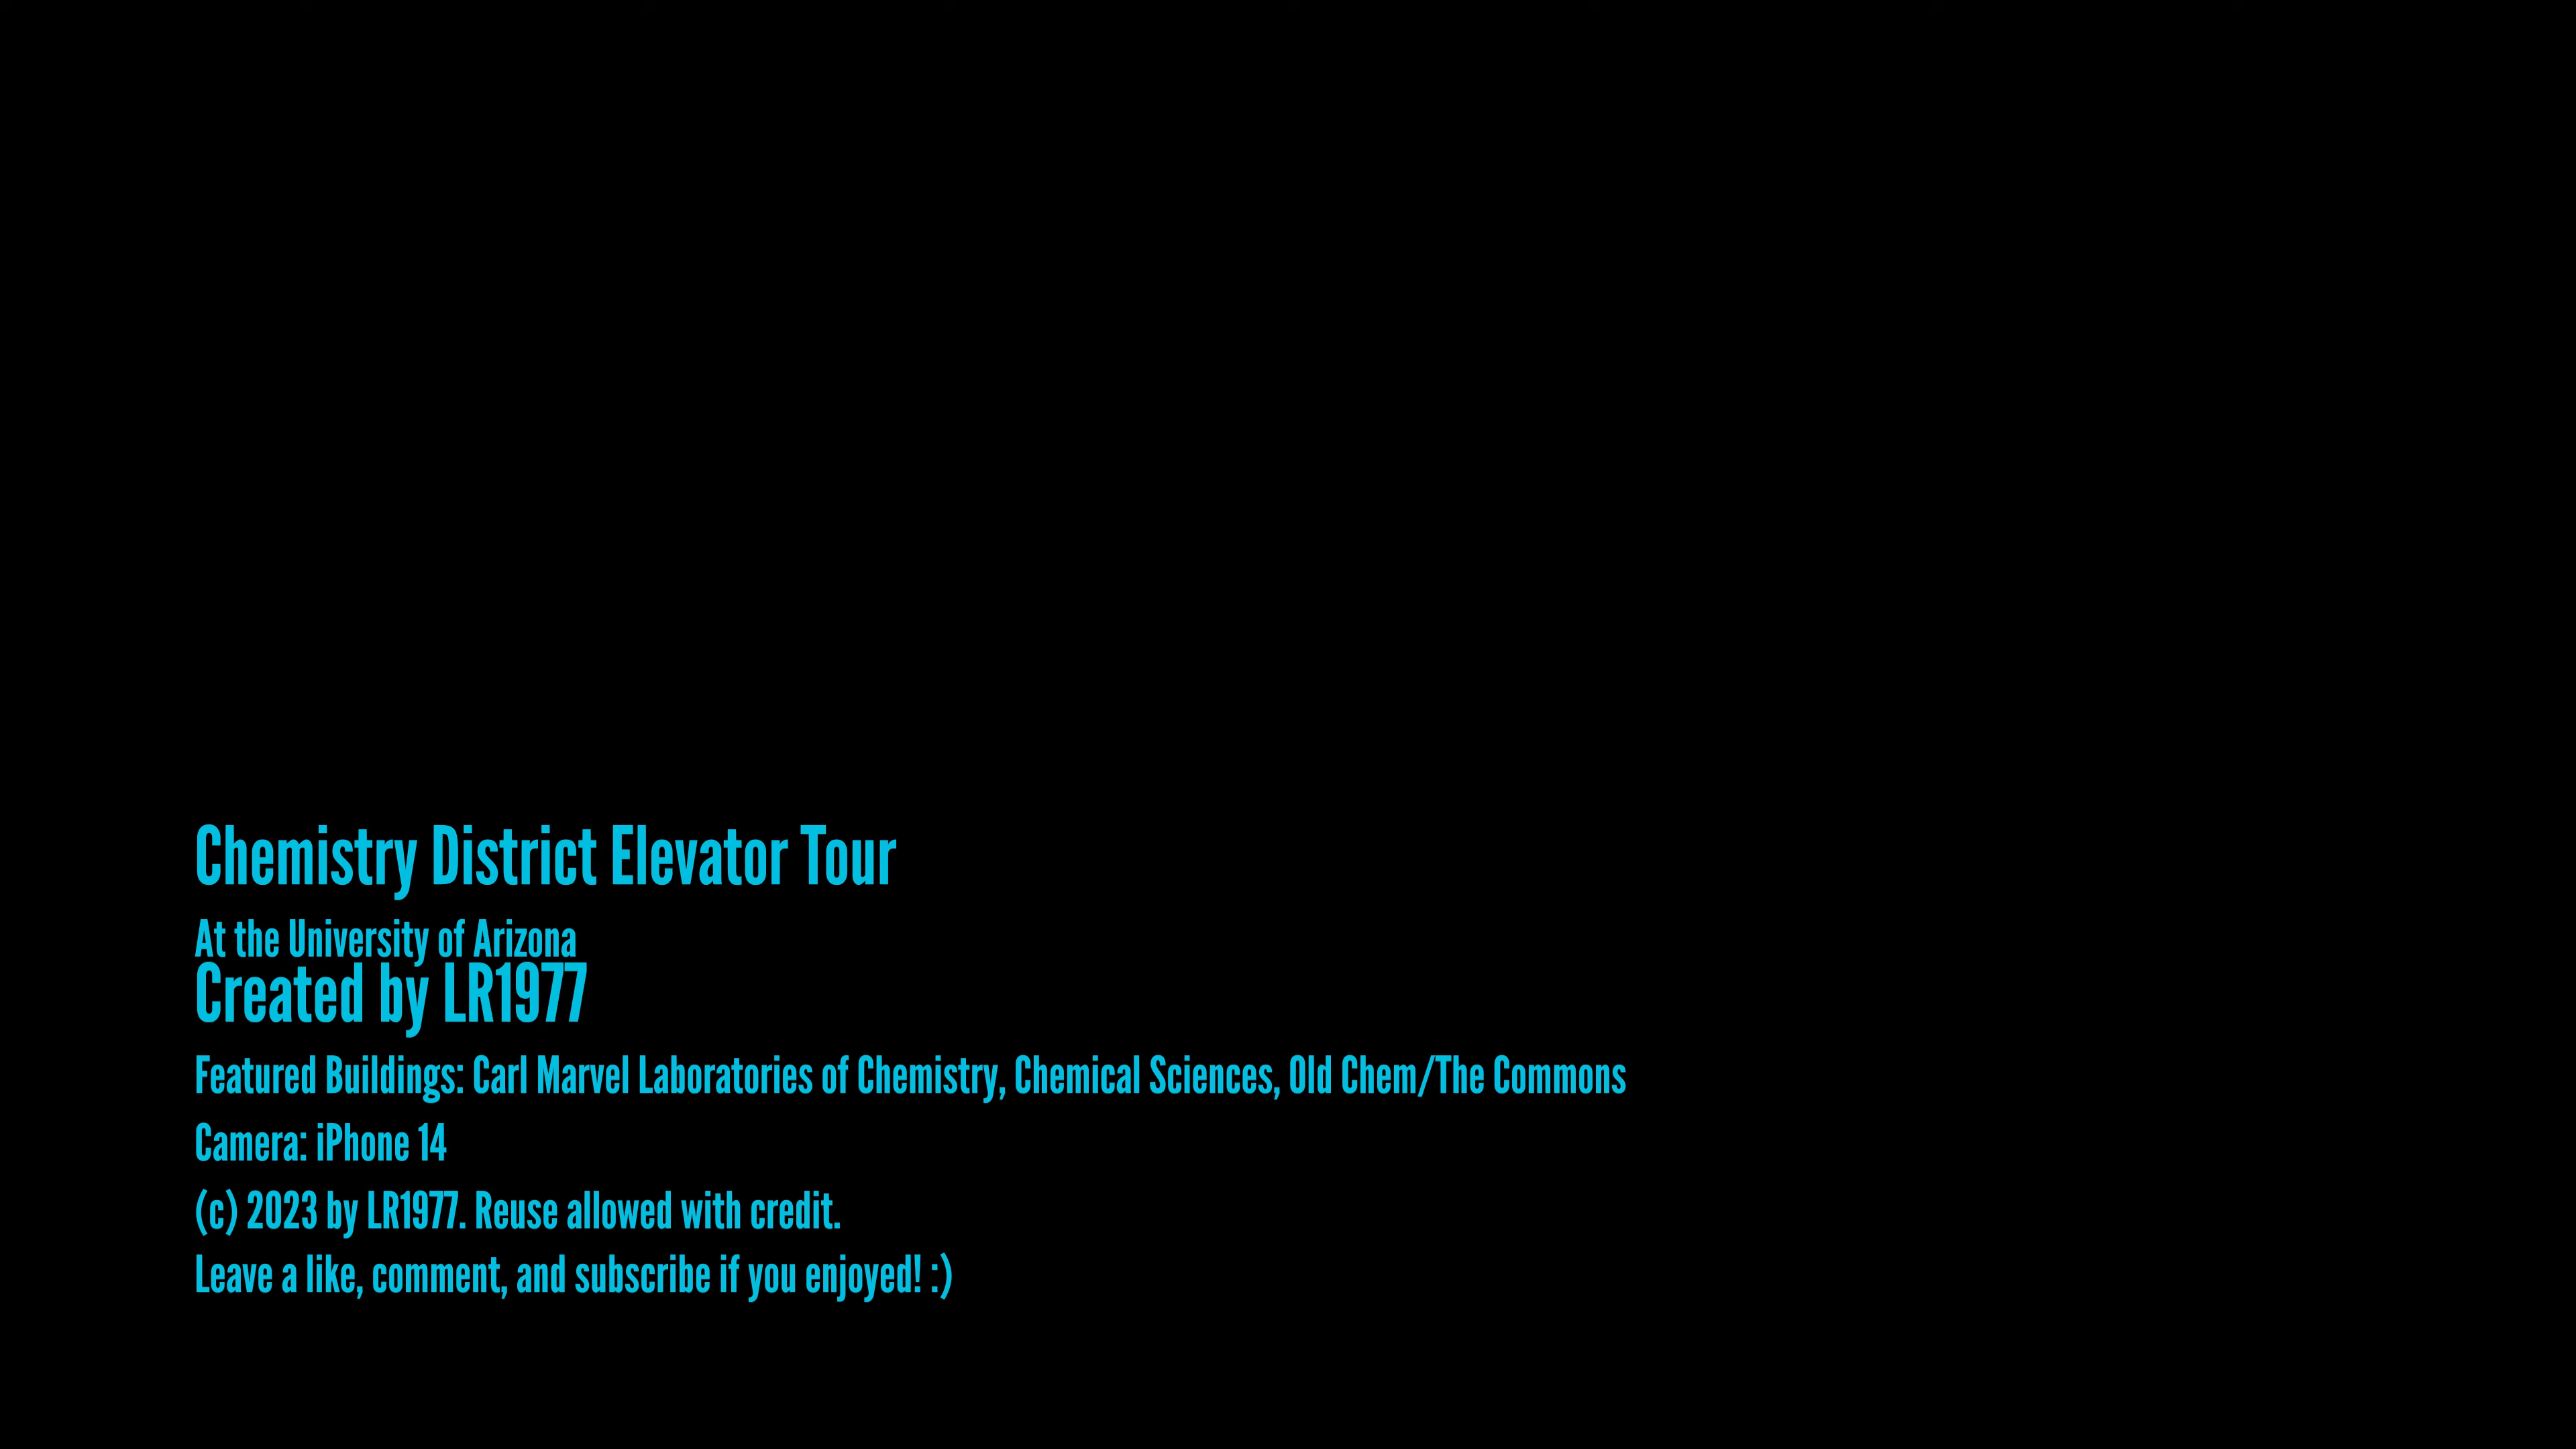 Chemistry District Elevator Tour
At the University of Arizona
Created by LR1977
Featured Buildings: Carl Marvel Laboratories of Chemistry, Chemical Sciences, Old Chem/The Commons
Camera: iPhone 14
(c) 2023 by LR1977. Reuse allowed with credit.
Leave a like, comment, and subscribe if you enjoyed! :)